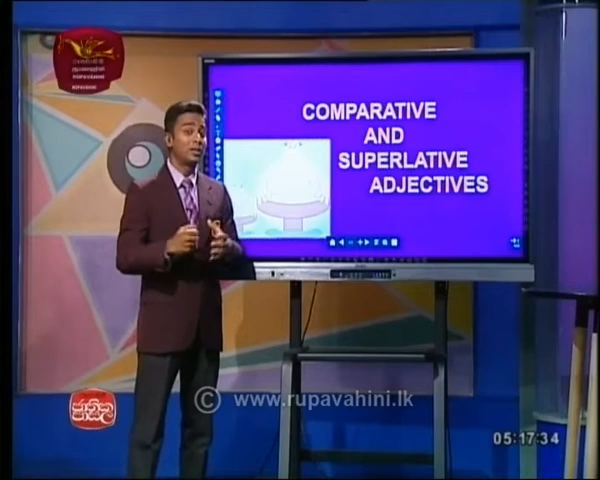 COMPARATIVE
AND
SUPERLATIVE
ADJECTIVES
© www.rupavahini.lk
05:17:34